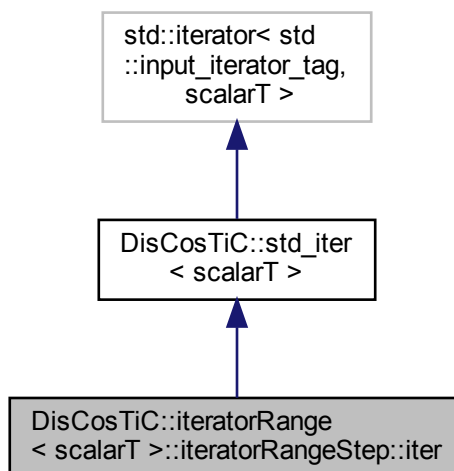 std::iterator< std
::input_iterator_tag,
scalarT >
DisCosTiC::std_iter
< scalarT >
DisCosTiC::iteratorRange
< scalarT >::iteratorRangeStep::iter